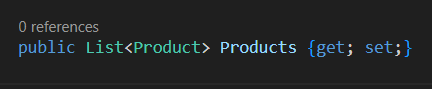 0 references
public List<Product> Products {get; set;}